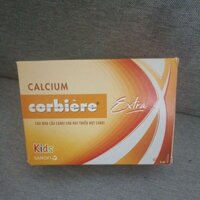 CALCIUM
corbière®
Extra
Kids
SANOFI